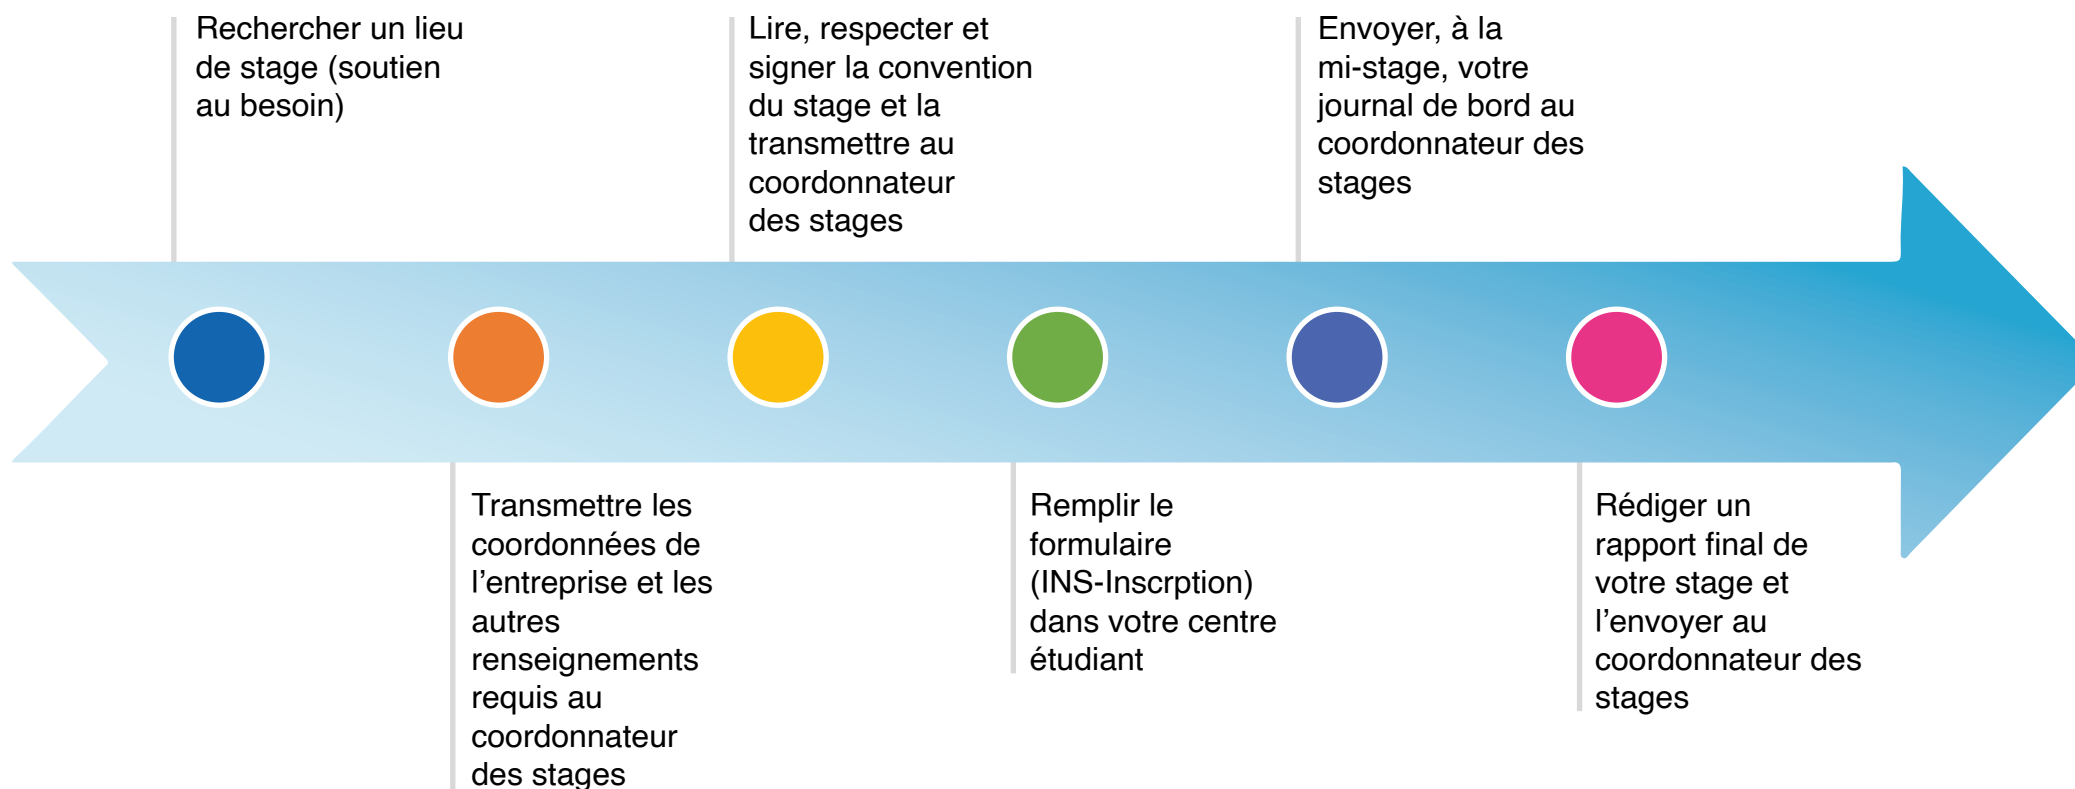 Rechercher un lieu
de stage (soutien
au besoin)
Transmettre les
coordonnées de
l’entreprise et les
autres
renseignements
requis au
coordonnateur
des stages
Lire, respecter et
signer la convention
du stage et la
transmettre au
coordonnateur
des stages
Remplir le
formulaire
(INS-Inscrption)
dans votre centre
étudiant
Envoyer, à la
mi-stage, votre
journal de bord au
coordonnateur des
stages
Rédiger un
rapport final de
votre stage et
l’envoyer au
coordonnateur des
stages